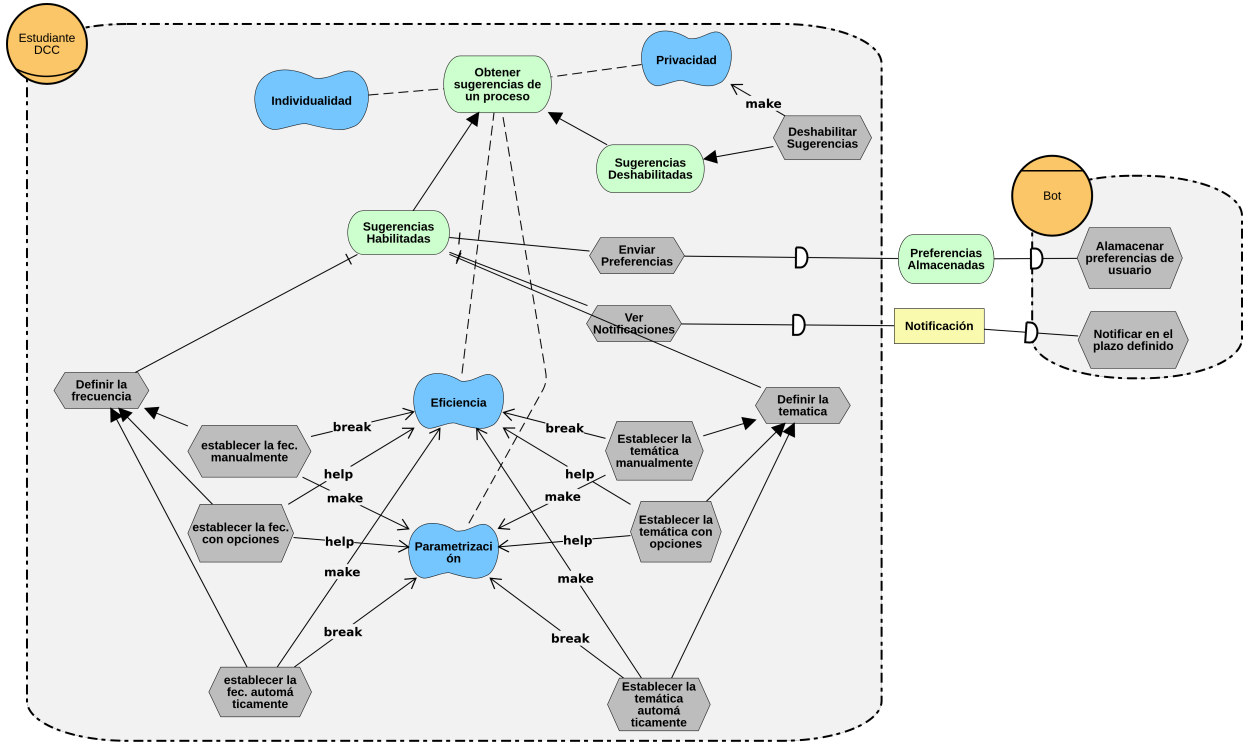 Estudiante
DCC
Individualidad
Obtener
sugerencias de
un proceso
Privacidad
make
Deshabilitar
Sugerencias
Sugerencias
Deshabilitadas
Sugerencias
Habilitadas
Enviar
Preferencias
Preferencias
Almacenadas
Bot
Alamacenar
preferencias de
usuario
Ver
Notificaciones
Notificación
Notificar en el
plazo definido
Definir la
frecuencia
Eficiencia
Definir la
tematica
establecer la fec.
manualmente
break
break
Establecer la
temática
manualmente
help
help
make
make
establecer la fec.
con opciones
Establecer la
temática con
opciones
help
help
Parametrizaci
ón
make
make
break
break
establecer la
fec. automá
ticamente
Establecer la
temática
automá
ticamente